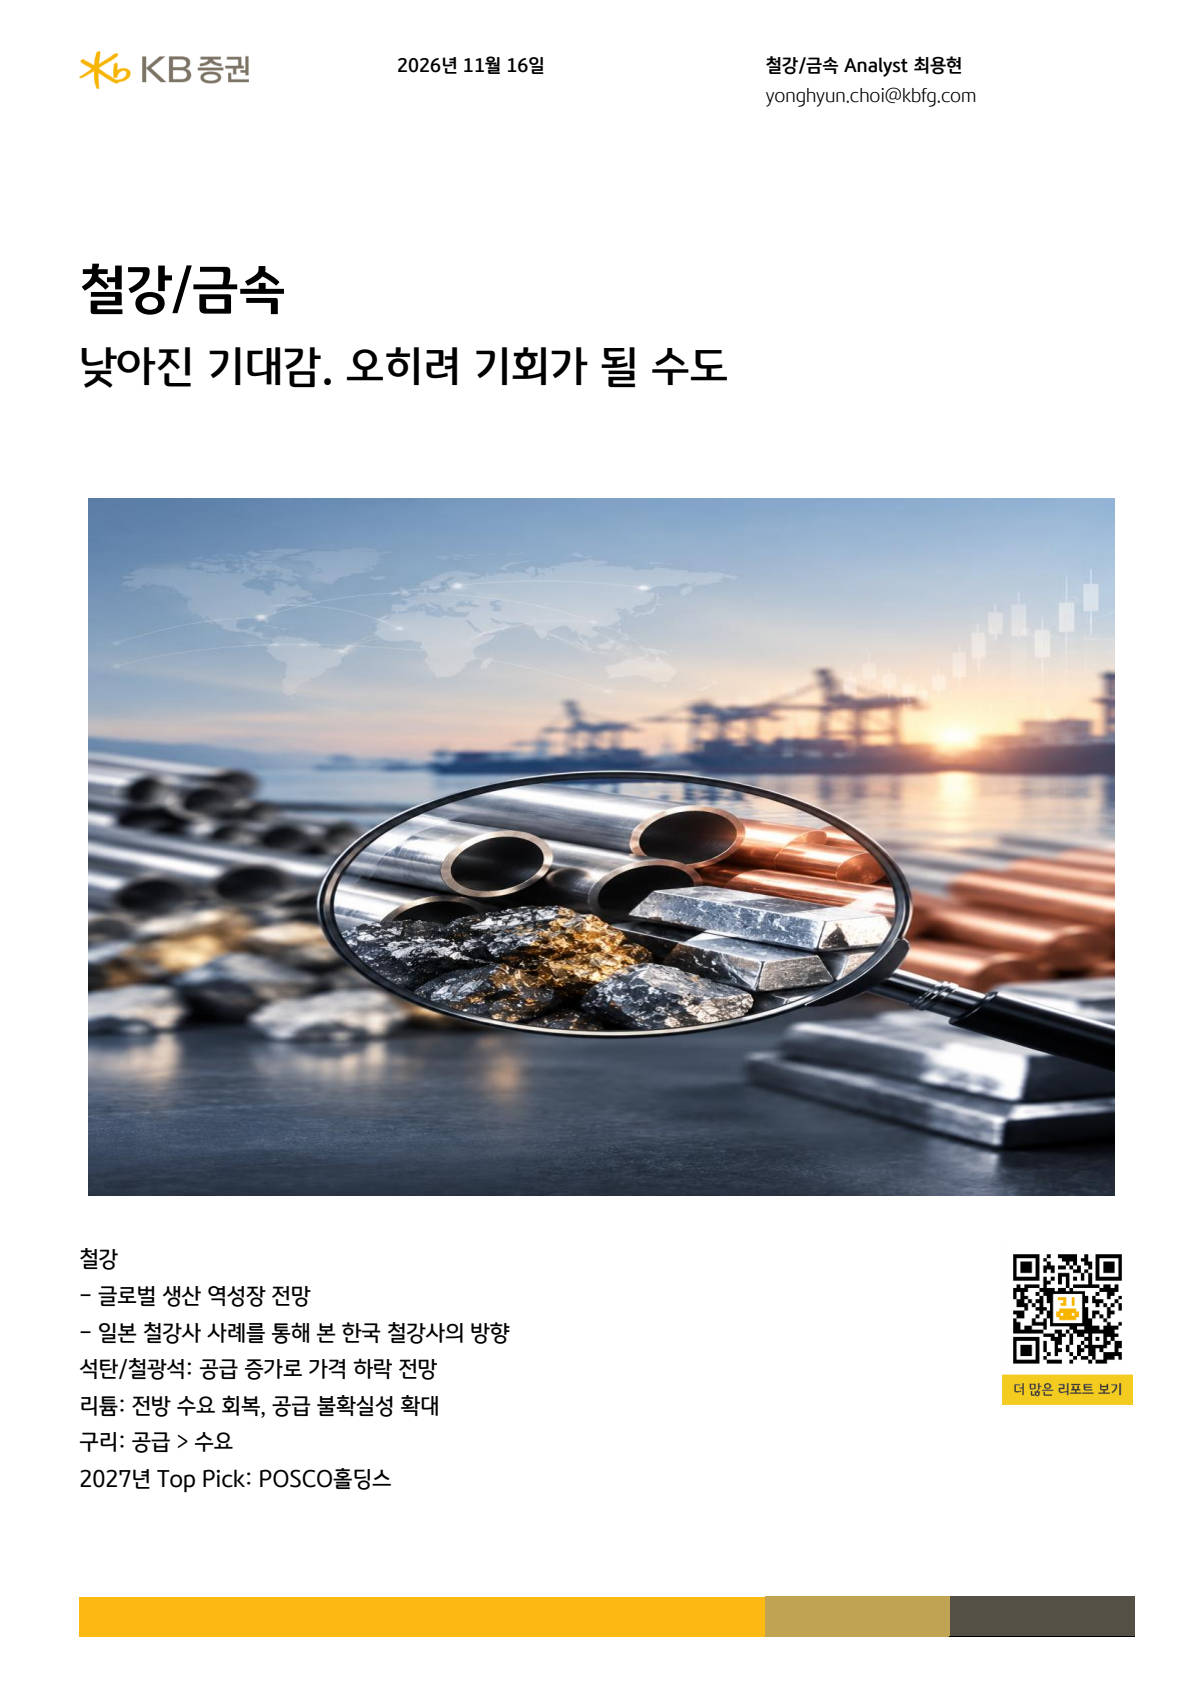 KB증권
2026년 11월 16일
철강/금속 Analyst 최용현
yonghyun.choi@kbfg.com
철강/금속
낮아진 기대감. 오히려 기회가 될 수도
철강
- 글로벌 생산 역성장 전망
- 일본 철강사 사례를 통해 본 한국 철강사의 방향
석탄/철광석: 공급 증가로 가격 하락 전망
리튬: 전방 수요 회복, 공급 불확실성 확대
구리: 공급 > 수요
2027년 Top Pick: POSCO홀딩스
더 많은 리포트 보기